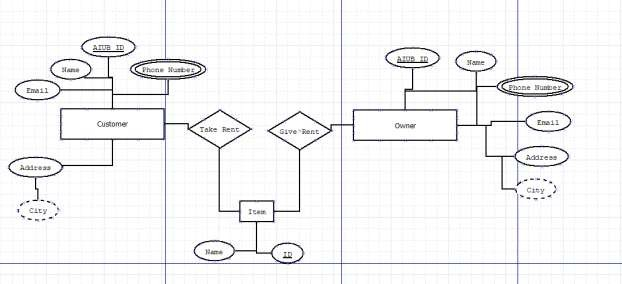 AIUB ID
Name
Phone Number
Email
Customer
Take Rent
Address
City
AIUB ID
Name
Phone Number
Give Rent
Owner
Email
Address
City
Item
Name
ID